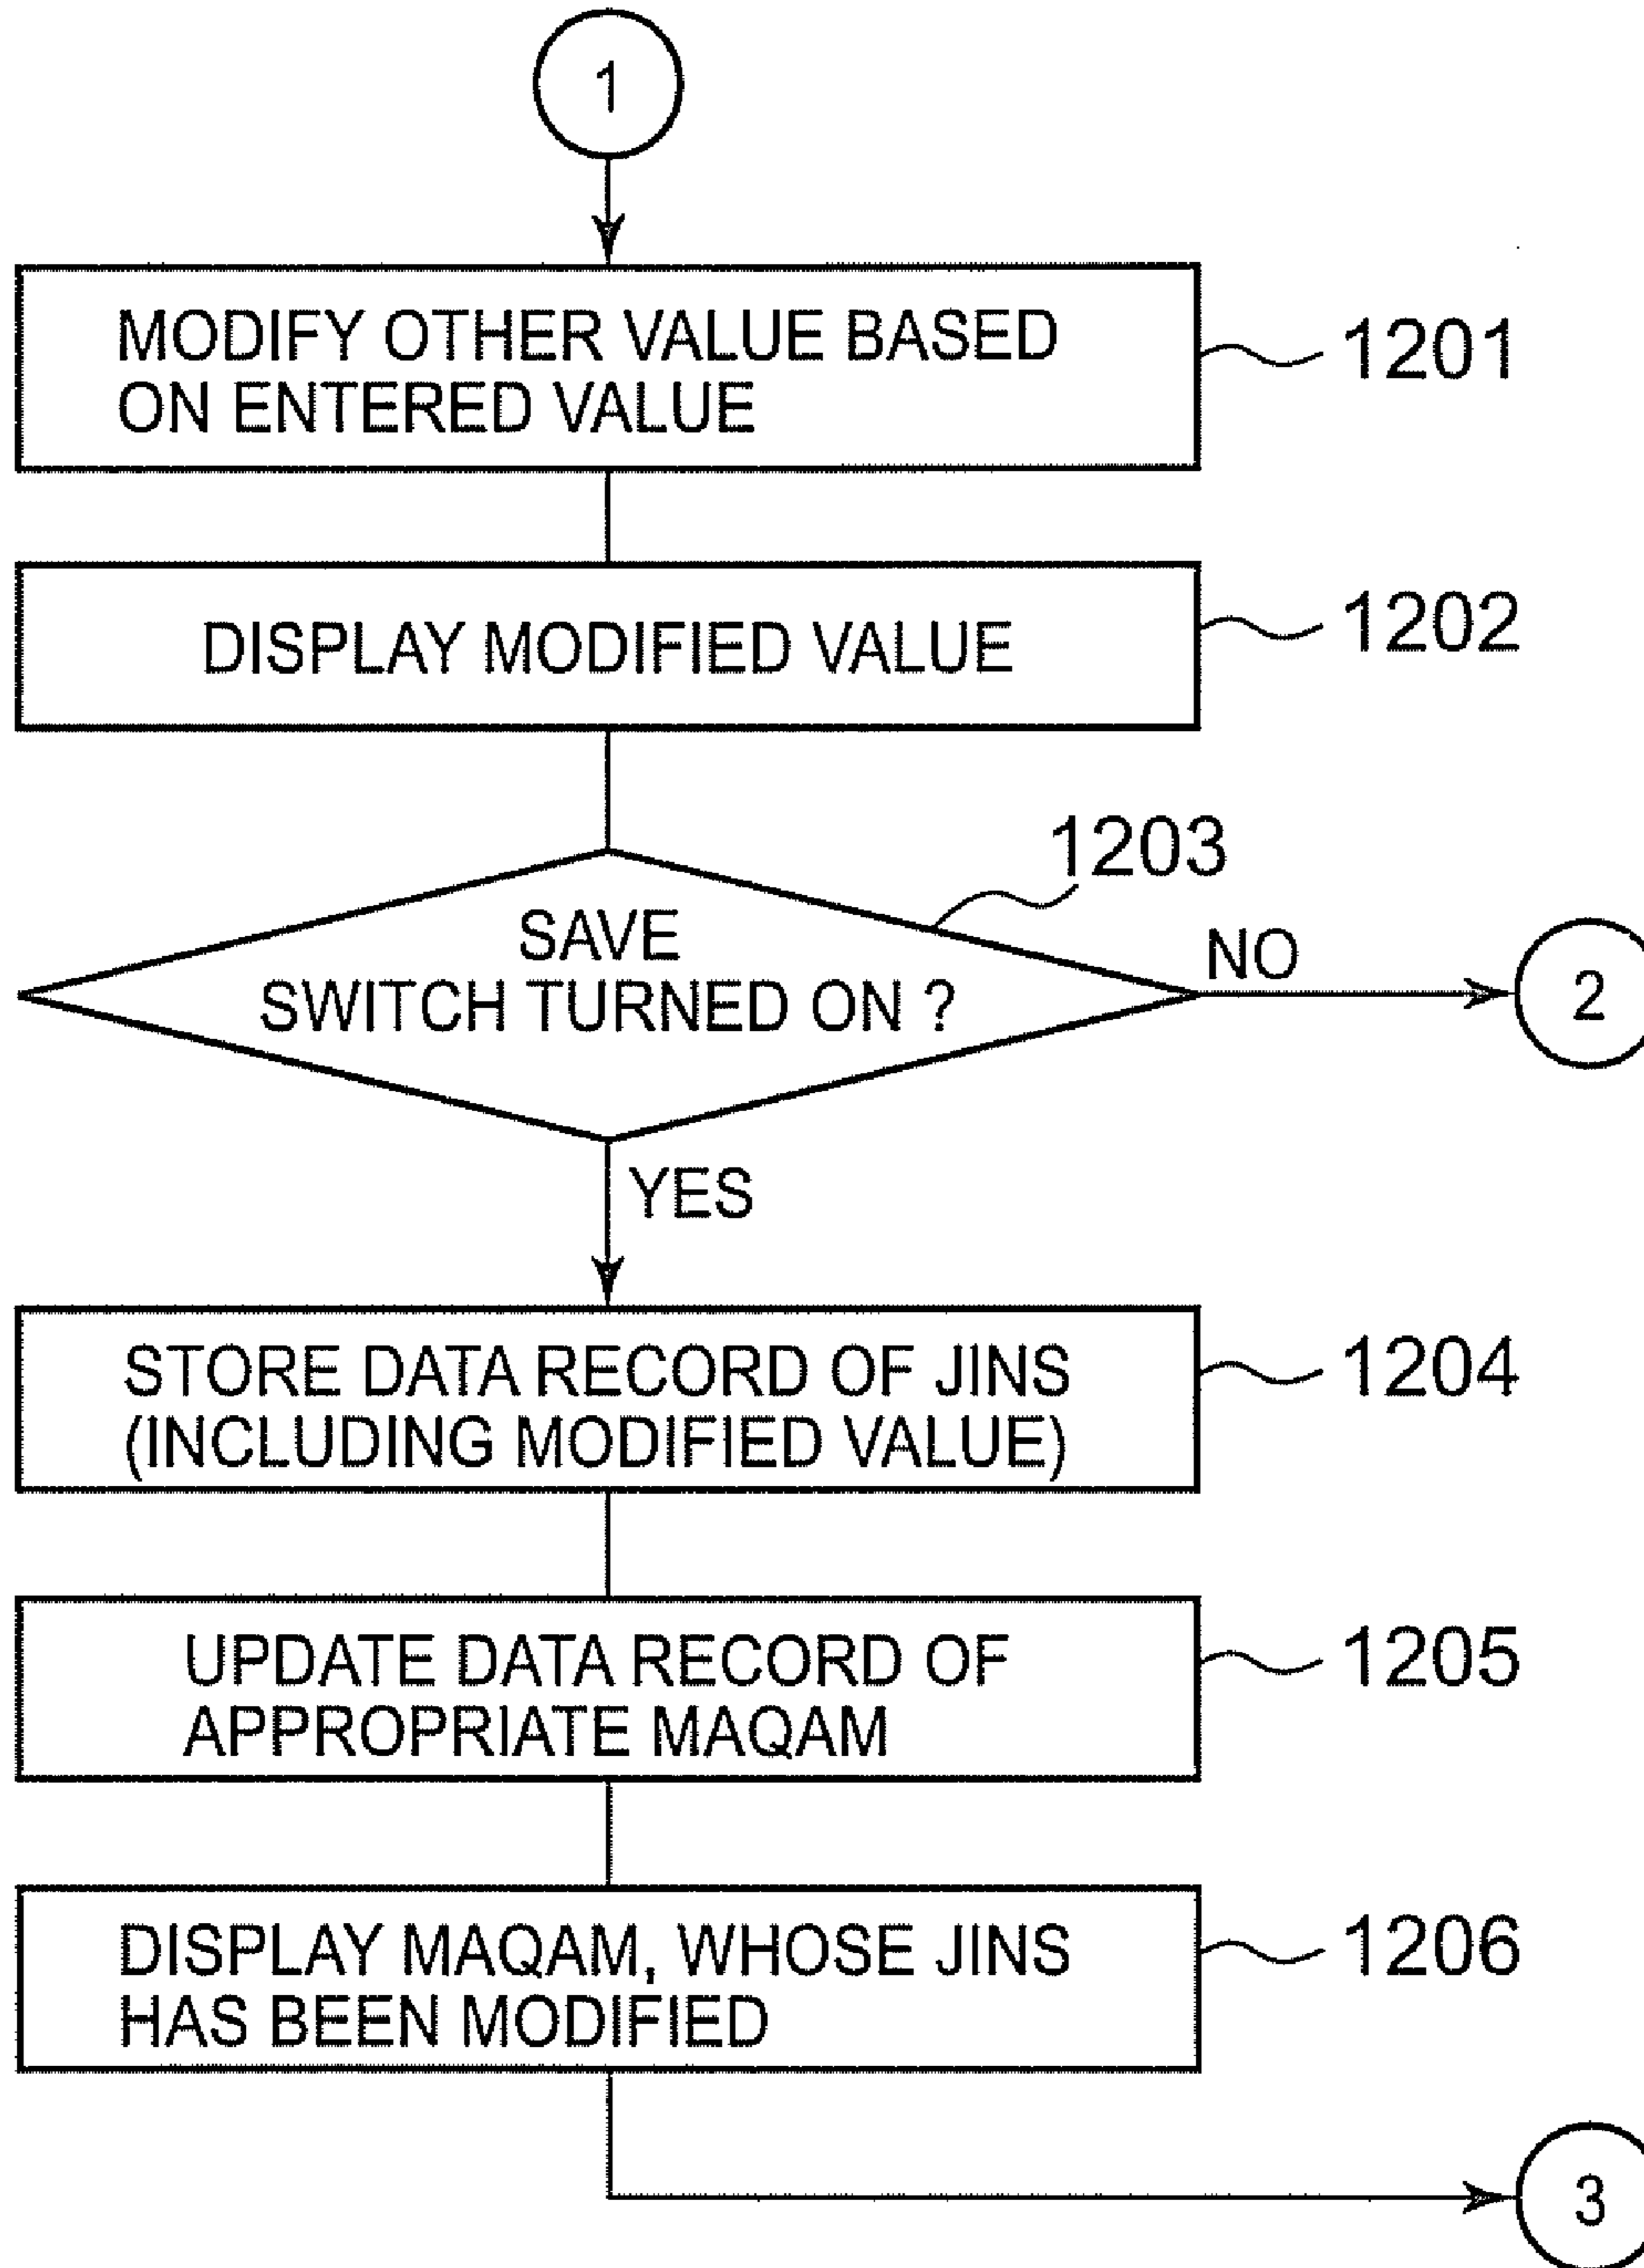 1
MODIFY OTHER VALUE BASED
ON ENTERED VALUE
1201
DISPLAY MODIFIED VALUE
1202
1203
SAVE
SWITCH TURNED ON ?
NO
2
YES
STORE DATA RECORD OF JINS
(INCLUDING MODIFIED VALUE)
1204
UPDATE DATA RECORD OF
APPROPRIATE MAQAM
1205
DISPLAY MAQAM, WHOSE JINS
HAS BEEN MODIFIED
1206
3